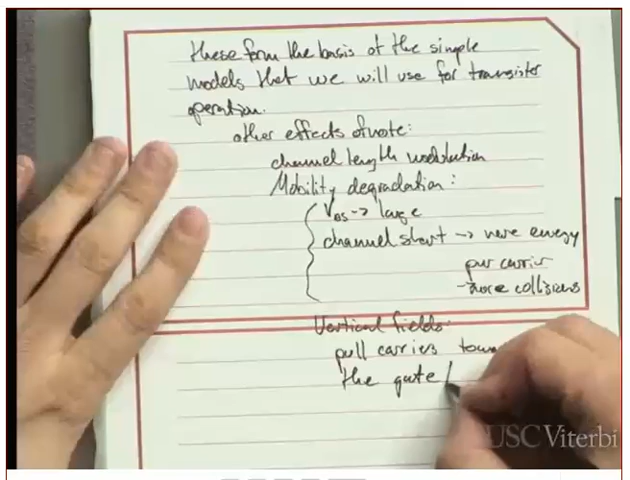 these form the basis of the simple
models that we will use for transistor
operation.
other effects of note:
channel length modulation
Mobility degradation:
VDS -> large
channel short -> more energy
per carrier
-> more collisions
Vertical fields:
pull carriers
the gate
USC Viterbi